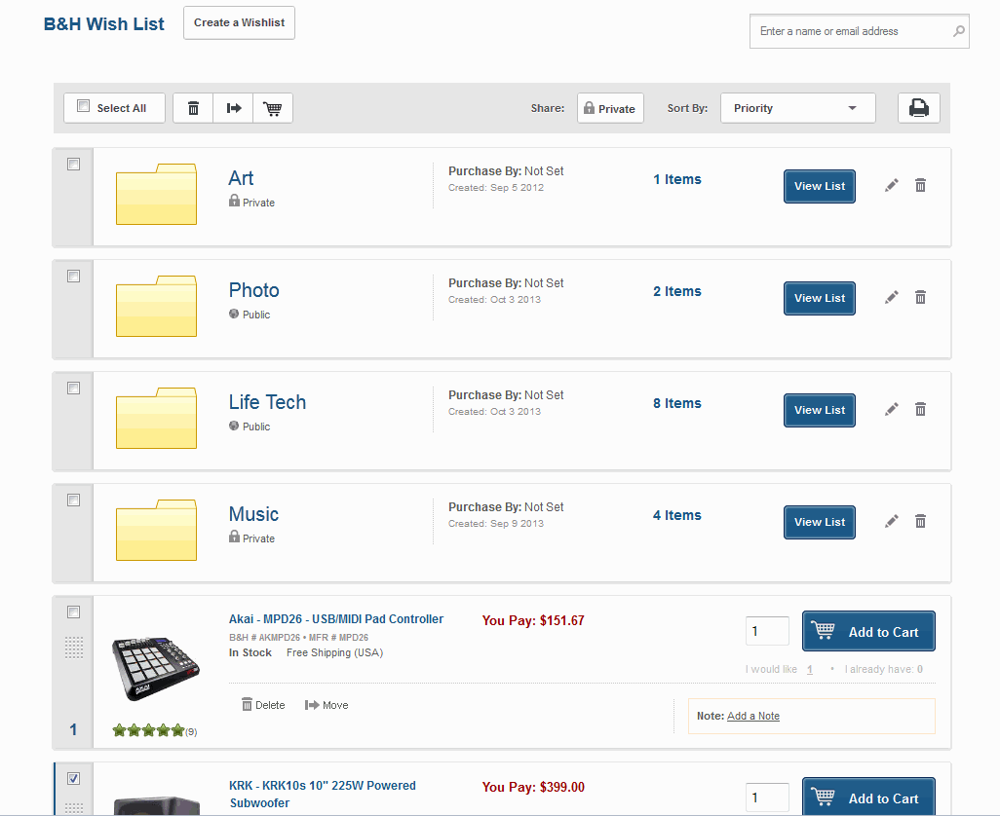 B&H Wish List
Create a Wishlist
Enter a name or email address
Select All
Share:
Private
Sort By:
Priority
Art
Private
Purchase By: Not Set
Created: Sep 5 2012
1 Items
View List
Photo
Public
Purchase By: Not Set
Created: Oct 3 2013
2 Items
View List
Life Tech
Public
Purchase By: Not Set
Created: Oct 3 2013
8 Items
View List
Music
Private
Purchase By: Not Set
Created: Sep 9 2013
4 Items
View List
1
Akai - MPD26 - USB/MIDI Pad Controller
B&H # AKMPD26 • MFR # MPD26
In Stock Free Shipping (USA)
AKAI
(9)
You Pay: $151.67
1
Add to Cart
I would like 1 • I already have: 0
Delete
Move
Note: Add a Note
KRK - KRK10s 10" 225W Powered
Subwoofer
You Pay: $399.00
1
Add to Cart